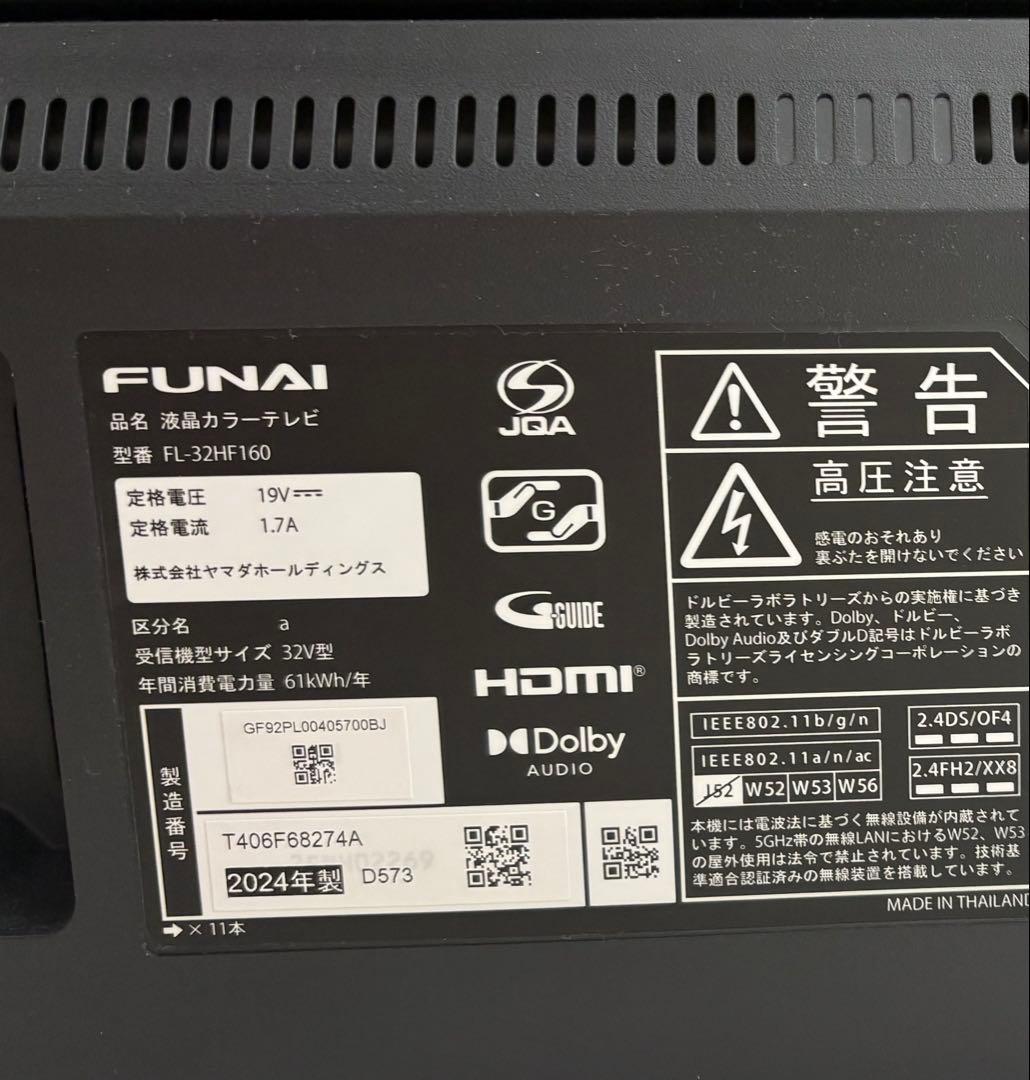 FUNAI
品名 液晶カラーテレビ
型番 FL-32HF160
定格電圧 19V
定格電流 1.7A
株式会社ヤマダホールディングス
区分名 a
受信機型サイズ 32V型
年間消費電力量 61kWh/年
製造番号
GF92PL00405700BJ
T406F68274A
2024年製 D573
➡ × 11本
JQA
G
G-GUIDE
HDMI®
Dolby
AUDIO
警告
高圧注意
感電のおそれあり
裏ぶたを開けないでください
ドルビーラボラトリーズからの実施権に基づき
製造されています。Dolby、ドルビー、
Dolby Audio及びダブルD記号はドルビーラボ
ラトリーズライセンシングコーポレーションの
商標です。
IEEE802.11b/g/n
IEEE802.11a/n/ac
J52 W52 W53 W56
2.4DS/OF4
2.4FH2/XX8
本機には電波法に基づく無線設備が内蔵されて
います。5GHz帯の無線LANにおけるW52、W53
の屋外使用は法令で禁止されています。技術基
準適合認証済みの無線装置を搭載しています。
MADE IN THAILAND